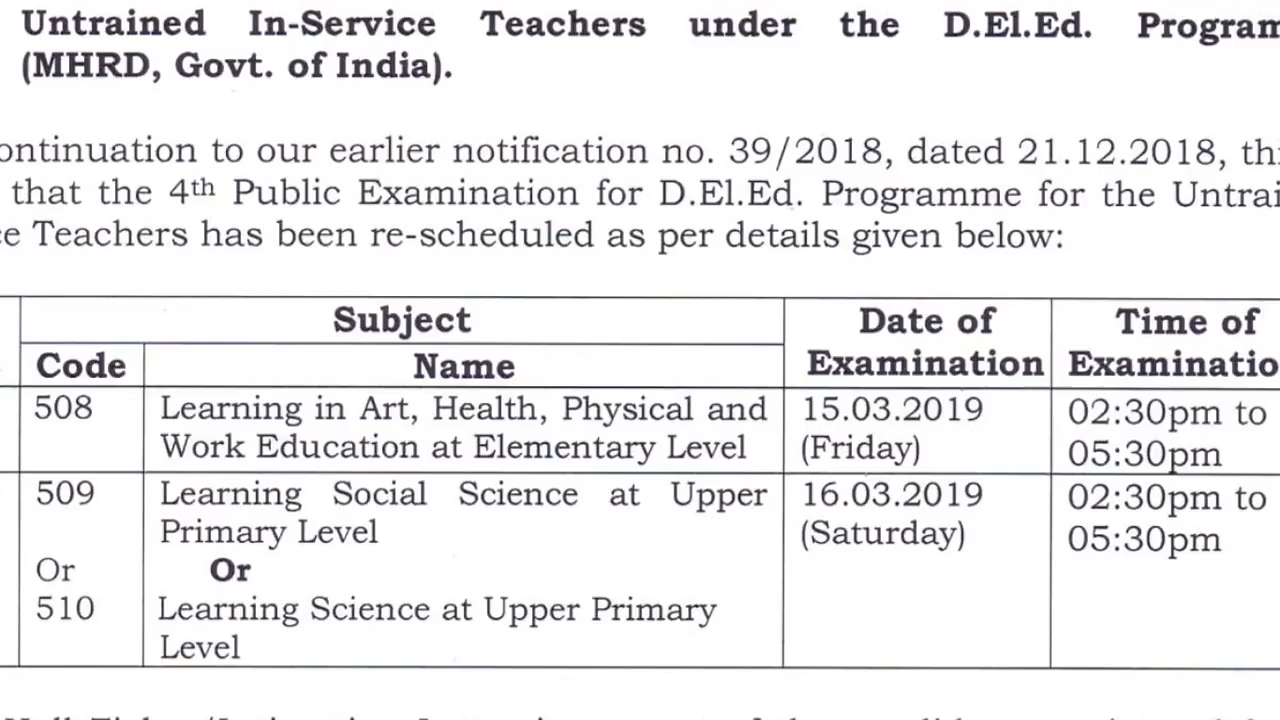 Untrained In-Service Teachers under the D.El.Ed.
(MHRD, Govt. of India).
to our earlier notification no. 39/2018, dated 21.12.2018,
that the 4th Public Examination for D.El.Ed. Programme for the
Teachers has been re-scheduled as per details given below:
Subject
Date of Time of
Code Name
Examination
508 Learning in Art, Health, Physical and 15.03.2019 02:30pm to
Work Education at Elementary Level (Friday) 05:30pm
509 Learning Social Science at Upper 16.03.2019 02:30pm to
Primary Level (Saturday) 05:30pm
Or Or
510 Learning Science at Upper Primary
Level